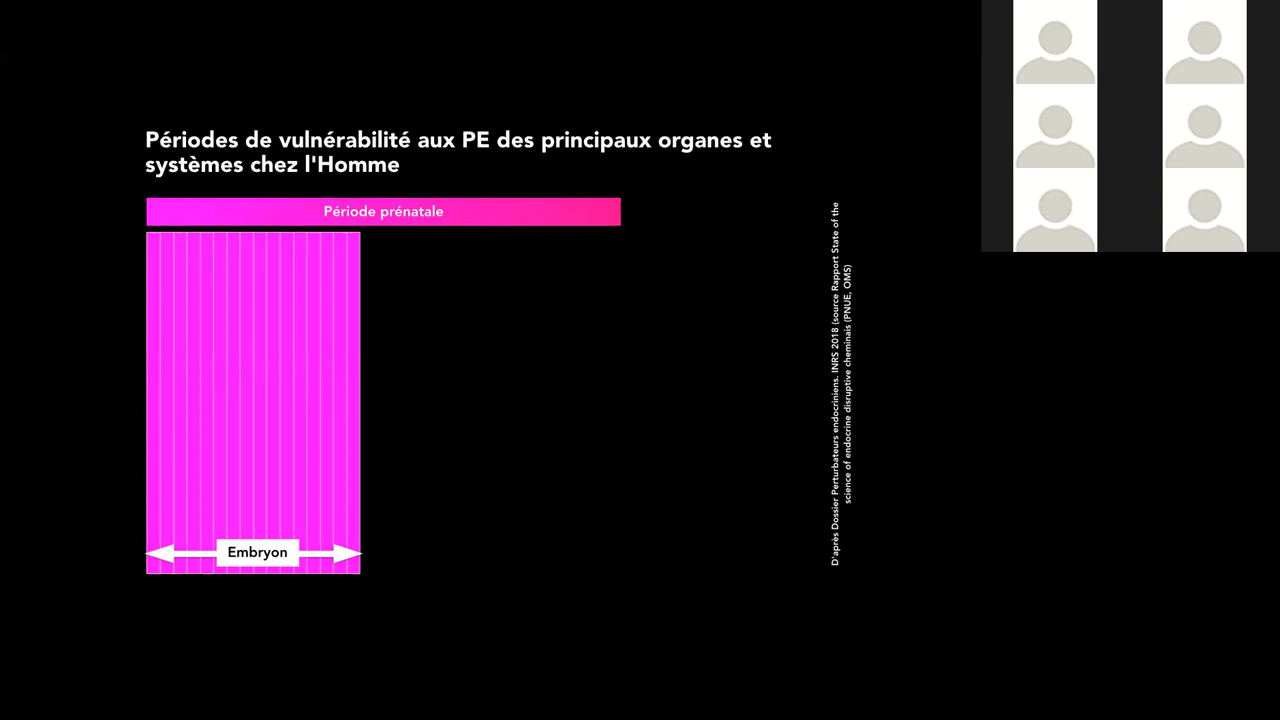 Périodes de vulnérabilité aux PE des principaux organes et
systèmes chez l'Homme
Période prénatale
Embryon
D'après Dossier Perturbateurs endocriniens. INRS 2018 (source Rapport State of the
science of endocrine disruptive cheminais (PNUE, OMS)